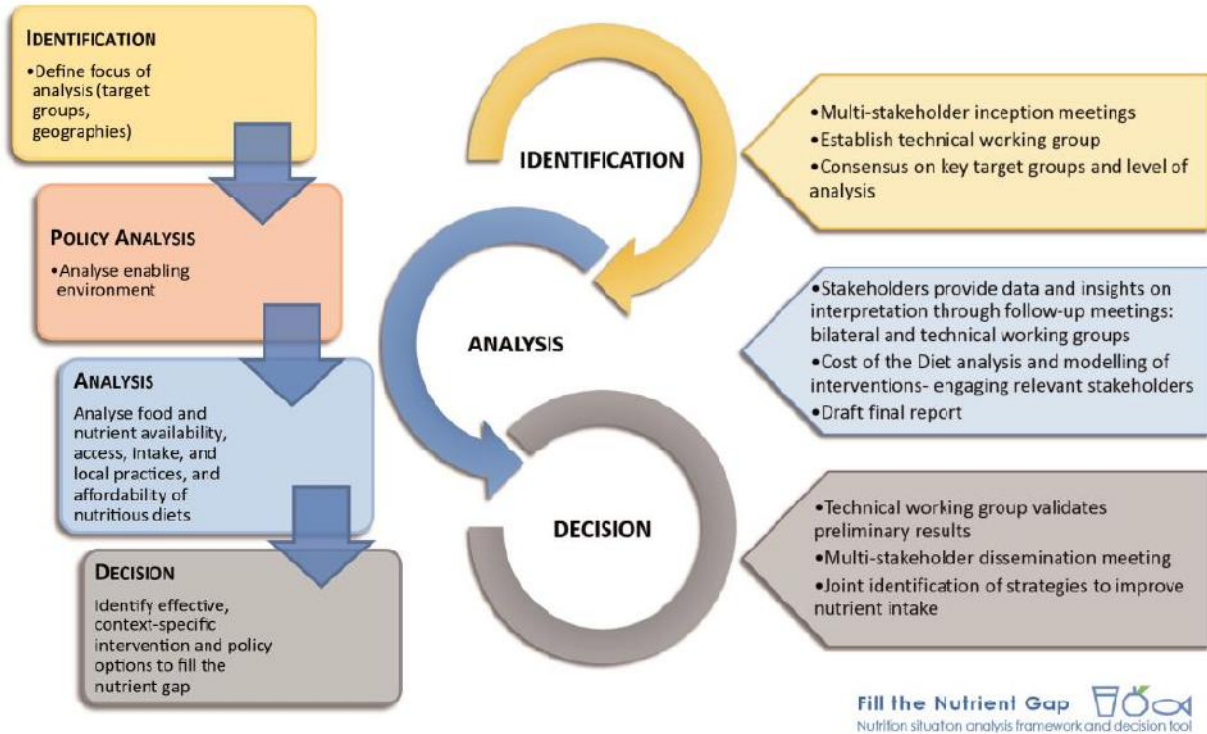 IDENTIFICATION
•Define focus of
analysis (target
groups,
geographies)
POLICY ANALYSIS
•Analyse enabling
environment
ANALYSIS
Analyse food and
nutrient availability,
access, intake, and
local practices, and
affordability of
nutritious diets
DECISION
Identify effective,
context-specific
intervention and policy
options to fill the
nutrient gap
IDENTIFICATION
ANALYSIS
DECISION
•Multi-stakeholder inception meetings
•Establish technical working group
•Consensus on key target groups and level of
analysis
•Stakeholders provide data and insights on
interpretation through follow-up meetings:
bilateral and technical working groups
•Cost of the Diet analysis and modelling of
interventions- engaging relevant stakeholders
•Draft final report
•Technical working group validates
preliminary results
•Multi-stakeholder dissemination meeting
•Joint identification of strategies to improve
nutrient intake
Fill the Nutrient Gap
Nutrition situation analysis framework and decision tool